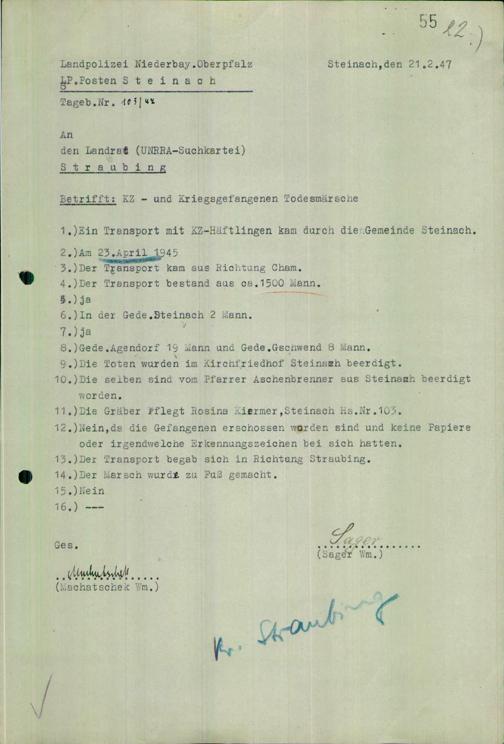 55 22.)
Landpolizei Niederbay.Oberpfalz Steinach,den 21.2.47
LP.Posten S t e i n a c h
Tageb.Nr. 103/47
An
den Landrat (UNRRA-Suchkartei)
S t r a u b i n g
Betrifft: KZ - und Kriegsgefangenen Todesmärsche
1.)Ein Transport mit KZ-Häftlingen kam durch die Gemeinde Steinach.
2.)Am 23.April 1945
3.)Der Transport kam aus Richtung Cham.
4.)Der Transport bestand aus ca.1500 Mann.
5.)ja
6.)In der Gede.Steinach 2 Mann.
7.)ja
8.)Gede.Agendorf 19 Mann und Gede.Gschwend 8 Mann.
9.)Die Toten wurden im Kirchfriedhof Steinach beerdigt.
10.)Die selben sind vom Pfarrer Aschenbrenner aus Steinach beerdigt
worden.
11.)Die Gräber Pflegt Rosina Kiermer,Steinach Hs.Nr.103.
12.)Nein,da die Gefangenen erschossen worden sind und keine Papiere
oder irgendwelche Erkennungszeichen bei sich hatten.
13.)Der Transport begab sich in Richtung Straubing.
14.)Der Marsch wurde zu Fuß gemacht.
15.)Nein
16.) ---
Ges. Sager
(Sager Wm.)
Machatschek
(Machatschek Wm.)
Kr. Straubing